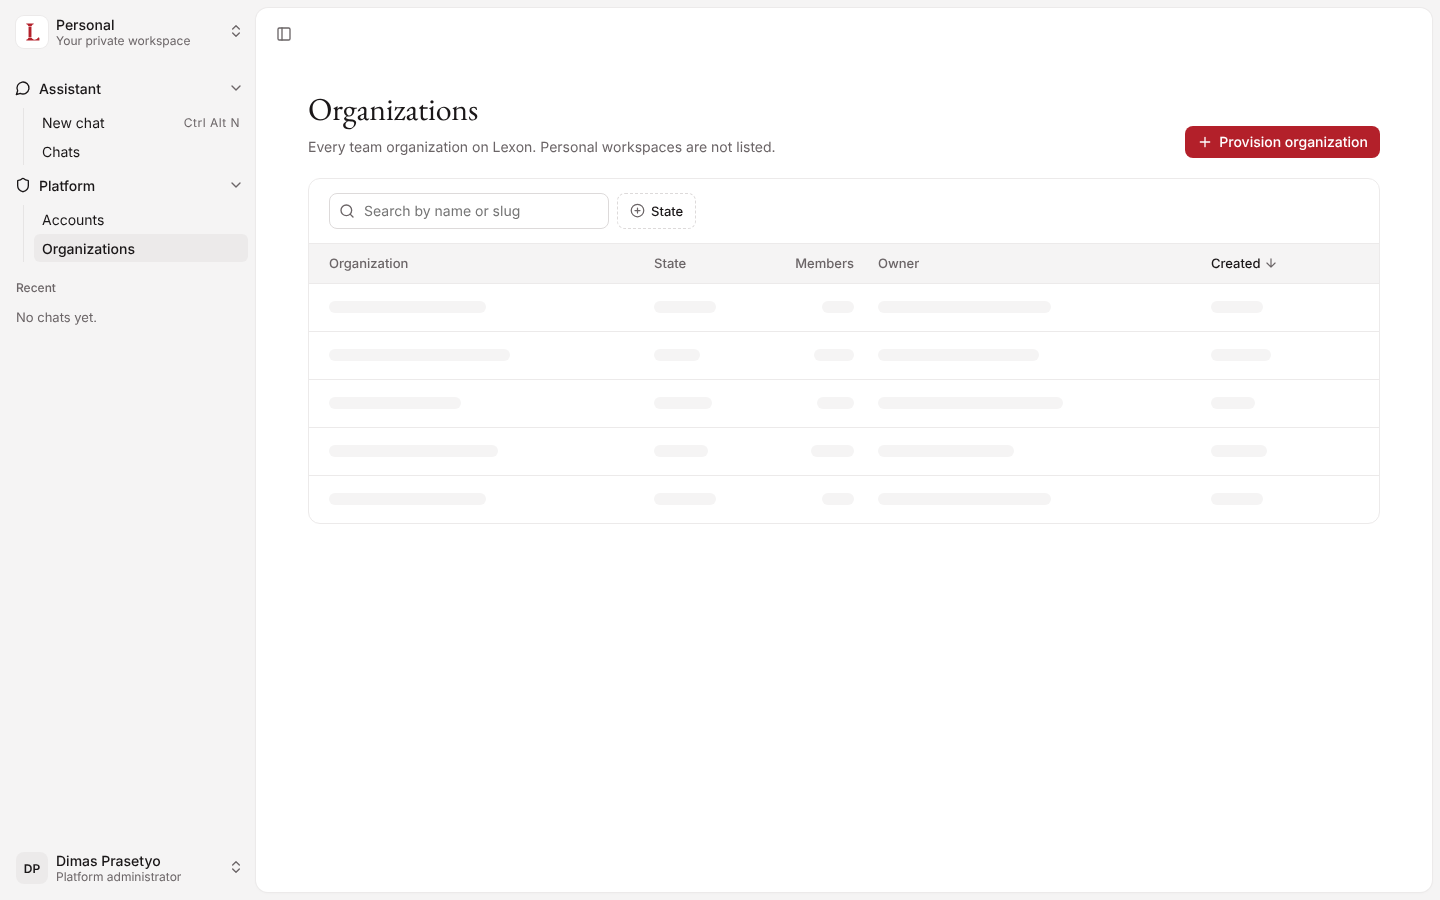 L
Personal
Your private workspace
Assistant
New chat
Ctrl Alt N
Chats
Platform
Accounts
Organizations
Recent
No chats yet.
DP
Dimas Prasetyo
Platform administrator
Organizations
Every team organization on Lexon. Personal workspaces are not listed.
Provision organization
Search by name or slug
State
Organization State Members Owner Created